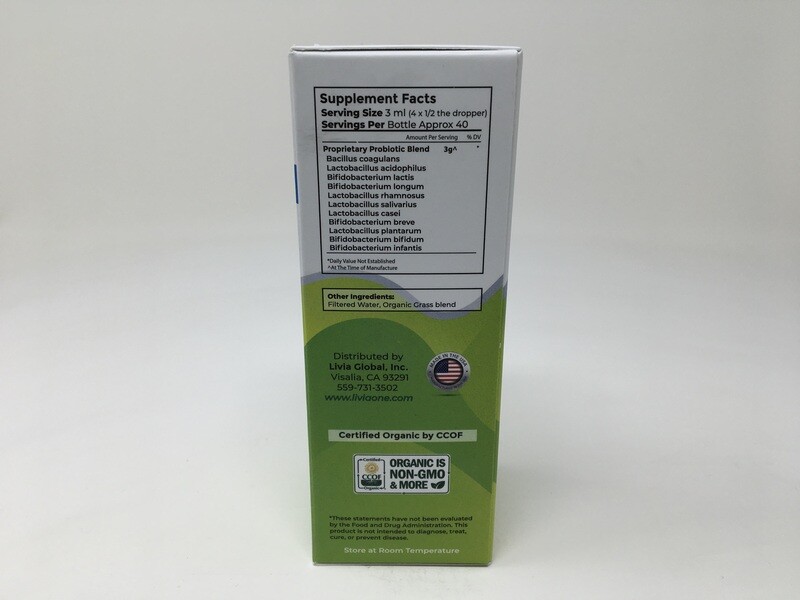 Supplement Facts
Serving Size 3 ml (4 x 1/2 the dropper)
Servings Per Bottle Approx 40
Amount Per Serving % DV
Proprietary Probiotic Blend 3g^ *
Bacillus coagulans
Lactobacillus acidophilus
Bifidobacterium lactis
Bifidobacterium longum
Lactobacillus rhamnosus
Lactobacillus salivarius
Lactobacillus casei
Bifidobacterium breve
Lactobacillus plantarum
Bifidobacterium bifidum
Bifidobacterium infantis
*Daily Value Not Established
^At The Time of Manufacture
Other Ingredients:
Filtered Water, Organic Grass blend
Distributed by
Livia Global, Inc.
Visalia, CA 93291
559-731-3502
www.liviaone.com
MADE IN THE USA
Certified Organic by CCOF
Certified
CCOF
Organic
ORGANIC IS
NON-GMO
& MORE
*These statements have not been evaluated
by the Food and Drug Administration. This
product is not intended to diagnose, treat,
cure, or prevent disease.
Store at Room Temperature